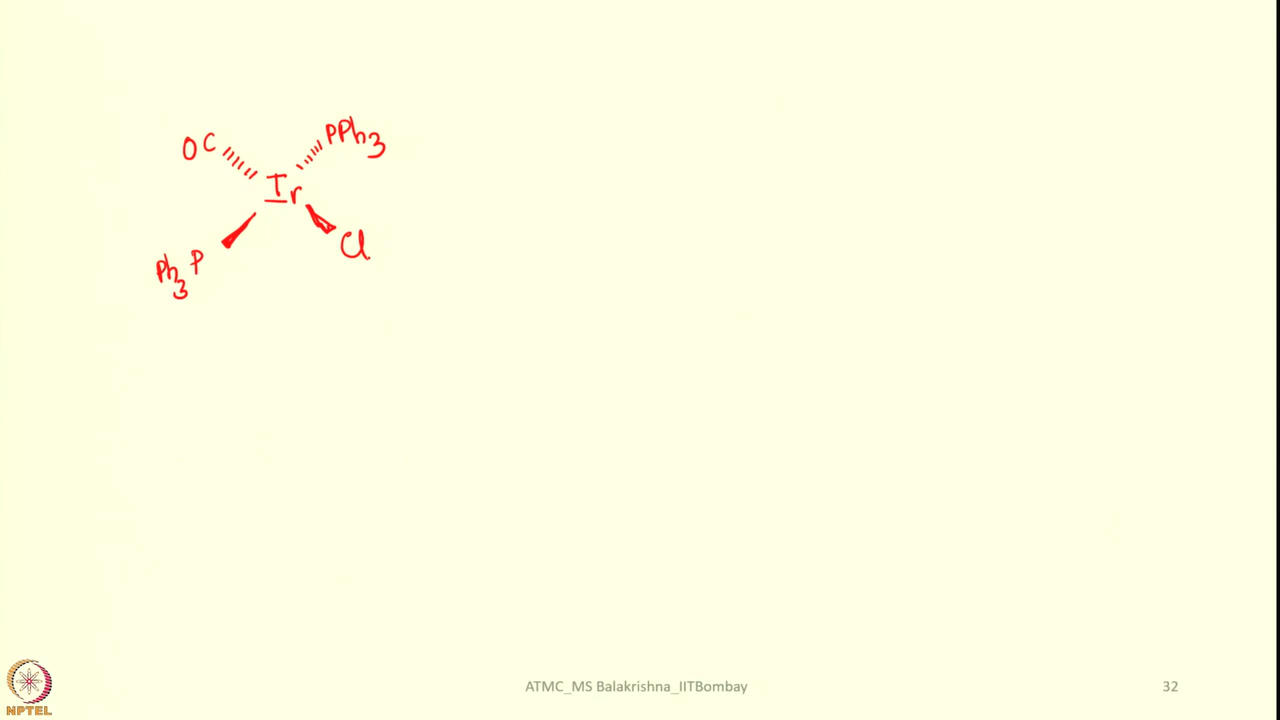 OC PPh3
Ir
Ph3P Cl
NPTEL
ATMC_MS Balakrishna_IITBombay
32